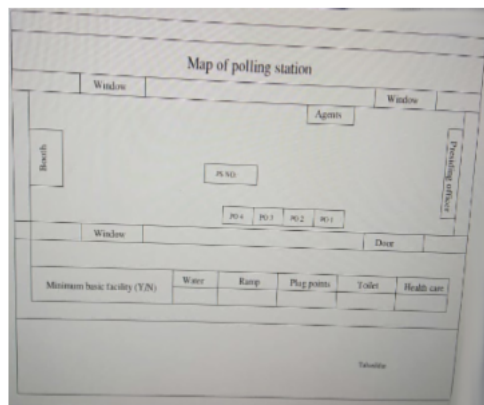 Map of polling station
Window
Window
Agents
Booth
Presiding officer
PS NO.
PO 4 PO 3 PO 2 PO 1
Window
Door
Minimum basic facility (Y/N) Water Ramp Plug points Toilet Health care